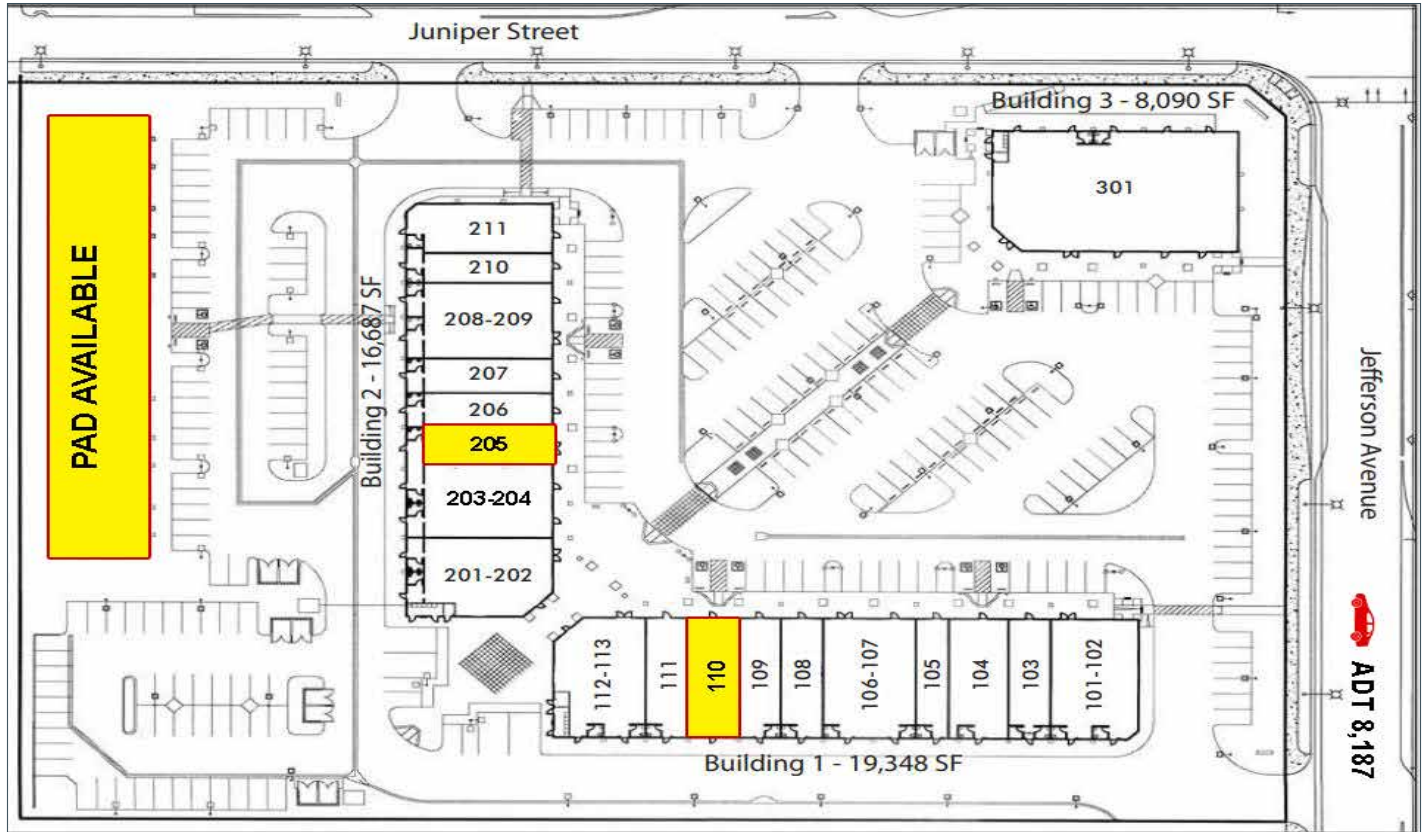 Juniper Street
Building 3 - 8,090 SF
301
PAD AVAILABLE
Building 2 - 16,687 SF
211
210
208-209
207
206
205
203-204
201-202
Jefferson Avenue
ADT 8,187
112-113
111
110
109
108
106-107
105
104
103
101-102
Building 1 - 19,348 SF